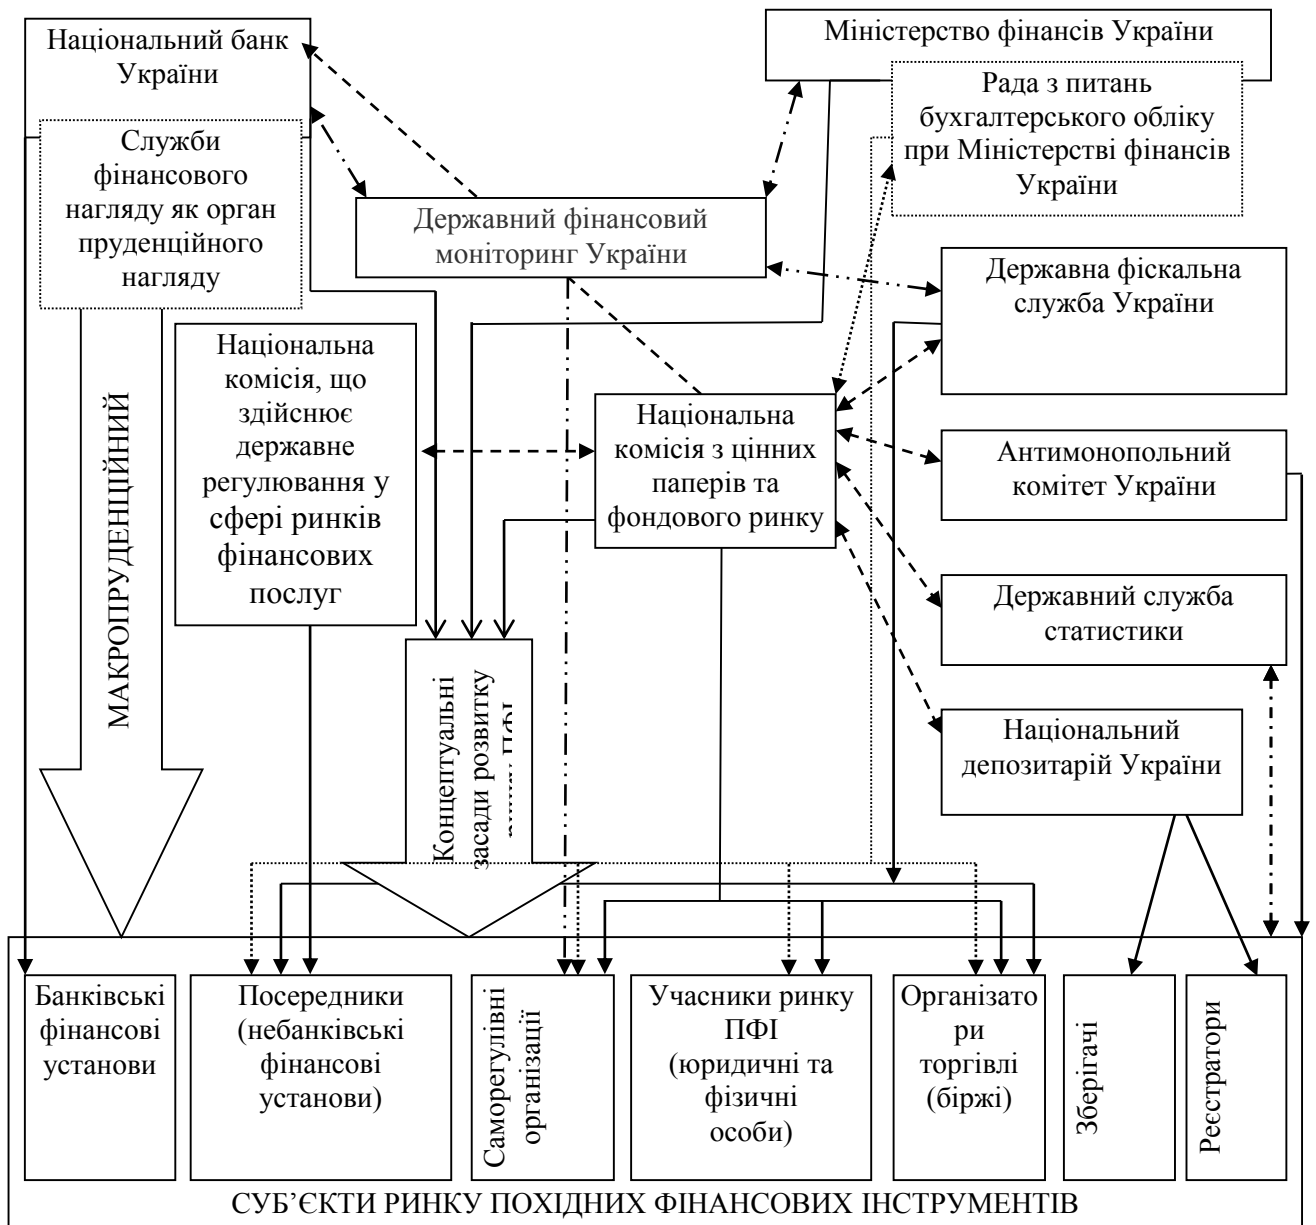 Національний банк
України
Міністерство фінансів України
Рада з питань
бухгалтерського обліку
при Міністерстві фінансів
України
Служби
фінансового
нагляду як орган
пруденційного
нагляду
Державний фінансовий
моніторинг України
Державна фіскальна
служба України
Національна
комісія, що
здійснює
державне
регулювання у
сфері ринків
фінансових
послуг
Національна
комісія з цінних
паперів та
фондового ринку
Антимонопольний
комітет України
МАКРОПРУДЕНЦІЙНИЙ
Державний служба
статистики
Концептуальні
засади розвитку
Національний
депозитарій України
Банківські
фінансові
установи
Посередники
(небанківські
фінансові
установи)
Саморегулівні
організації
Учасники ринку
ПФІ
(юридичні та
фізичні
особи)
Організато
ри
торгівлі
(біржі)
Зберігачі
Реєстратори
СУБ’ЄКТИ РИНКУ ПОХІДНИХ ФІНАНСОВИХ ІНСТРУМЕНТІВ